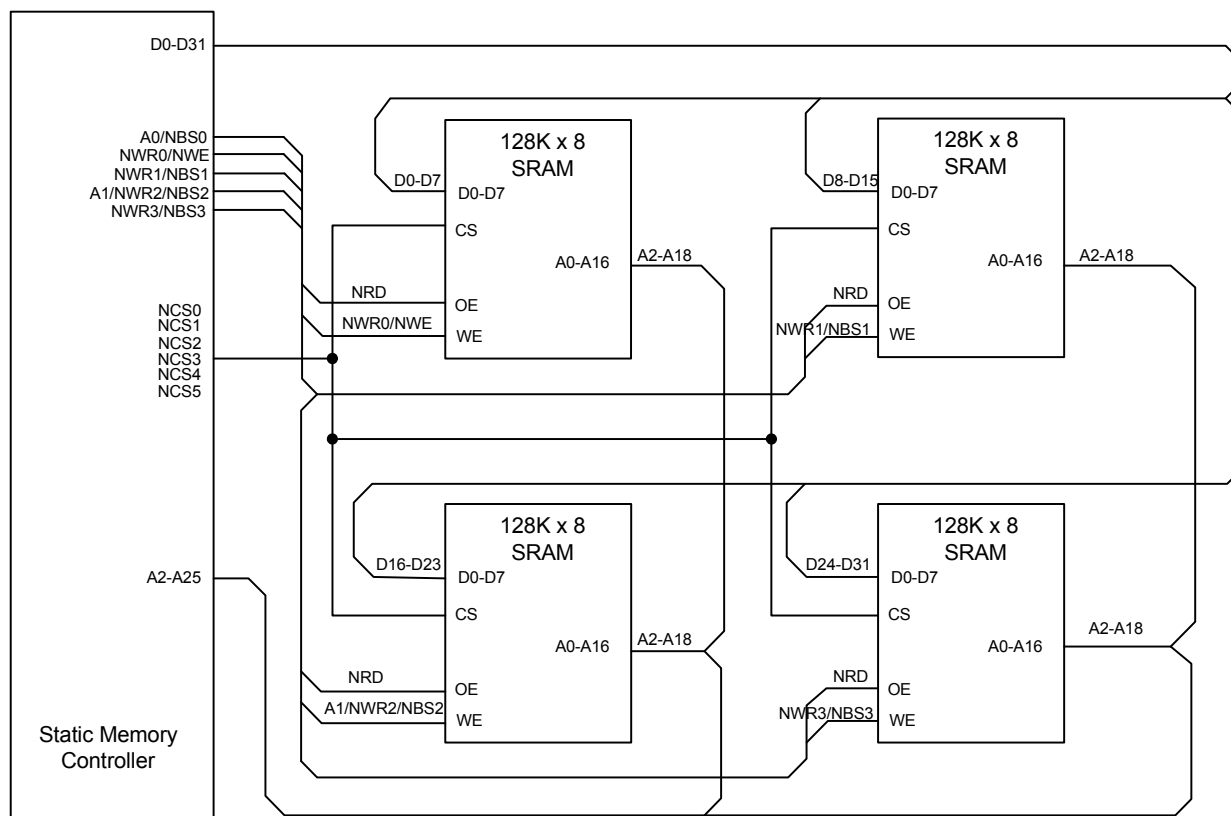 D0-D31
A0/NBS0
NWR0/NWE
NWR1/NBS1
A1/NWR2/NBS2
NWR3/NBS3
NCS0
NCS1
NCS2
NCS3
NCS4
NCS5
A2-A25
Static Memory
Controller
128K x 8
SRAM
D0-D7
D0-D7
CS
A0-A16
A2-A18
NRD
OE
NWR0/NWE
WE
128K x 8
SRAM
D8-D15
D0-D7
CS
A0-A16
A2-A18
NRD
OE
NWR1/NBS1
WE
128K x 8
SRAM
D16-D23
D0-D7
CS
A0-A16
A2-A18
NRD
OE
A1/NWR2/NBS2
WE
128K x 8
SRAM
D24-D31
D0-D7
CS
A0-A16
A2-A18
NRD
OE
NWR3/NBS3
WE